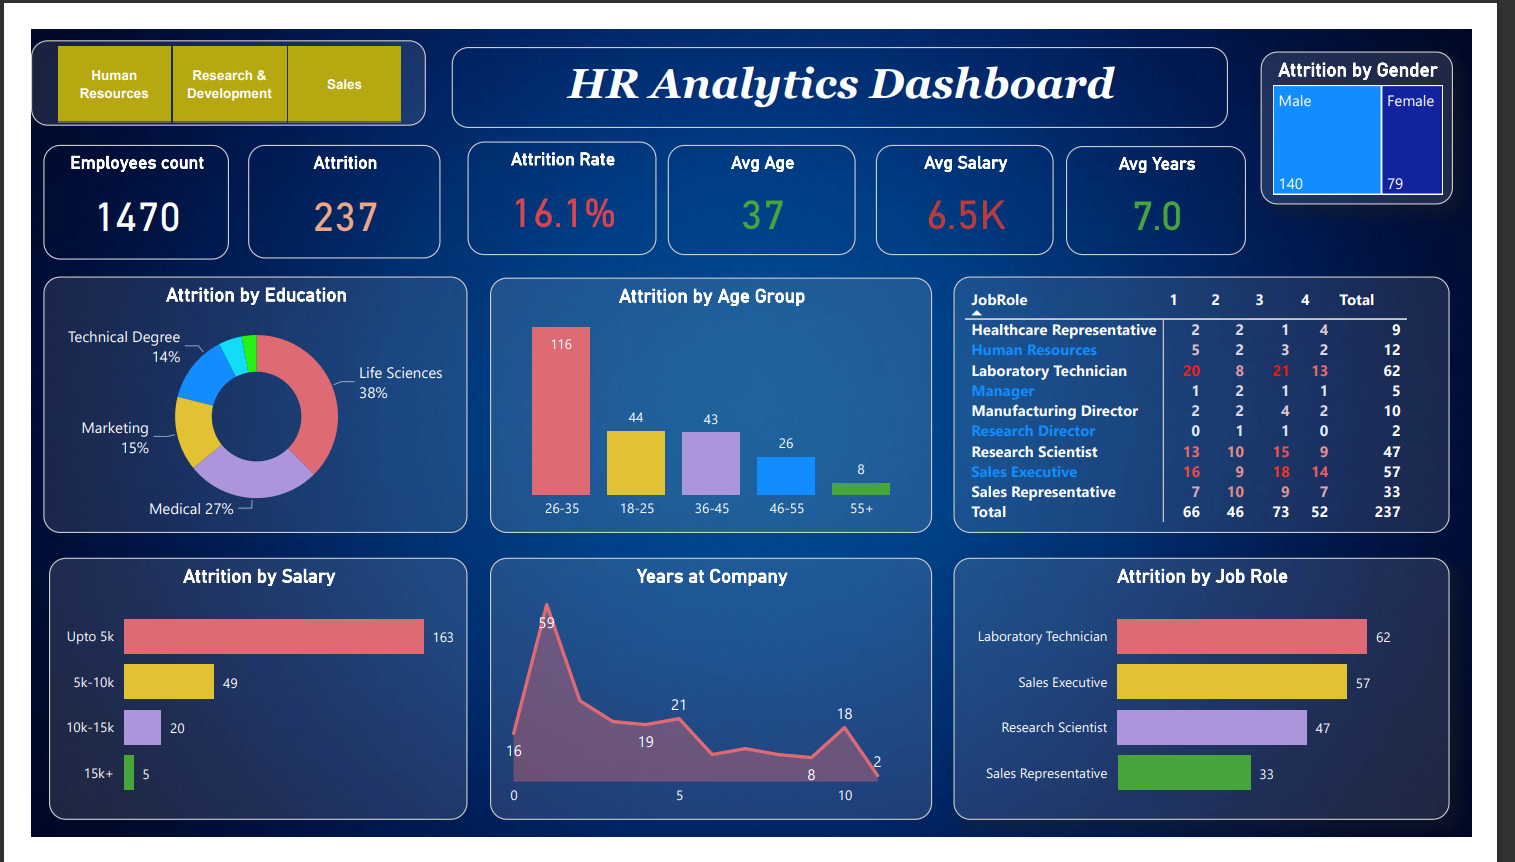 Human
Resources
Research &
Development
Sales
HR Analytics Dashboard
Attrition by Gender
Male
Female
140
79
Employees count
1470
Attrition
237
Attrition Rate
16.1%
Avg Age
37
Avg Salary
6.5K
Avg Years
7.0
Attrition by Education
Technical Degree
14%
Life Sciences
38%
Marketing
15%
Medical 27%
Attrition by Age Group
116
44
43
26
8
26-35 18-25 36-45 46-55 55+
JobRole 1 2 3 4 Total
Healthcare Representative 2 2 1 4 9
Human Resources 5 2 3 2 12
Laboratory Technician 20 8 21 13 62
Manager 1 2 1 1 5
Manufacturing Director 2 2 4 2 10
Research Director 0 1 1 0 2
Research Scientist 13 10 15 9 47
Sales Executive 16 9 18 14 57
Sales Representative 7 10 9 7 33
Total 66 46 73 52 237
Attrition by Salary
Upto 5k 163
5k-10k 49
10k-15k 20
15k+ 5
Years at Company
59
21
18
16
19
8
2
0 5 10
Attrition by Job Role
Laboratory Technician 62
Sales Executive 57
Research Scientist 47
Sales Representative 33